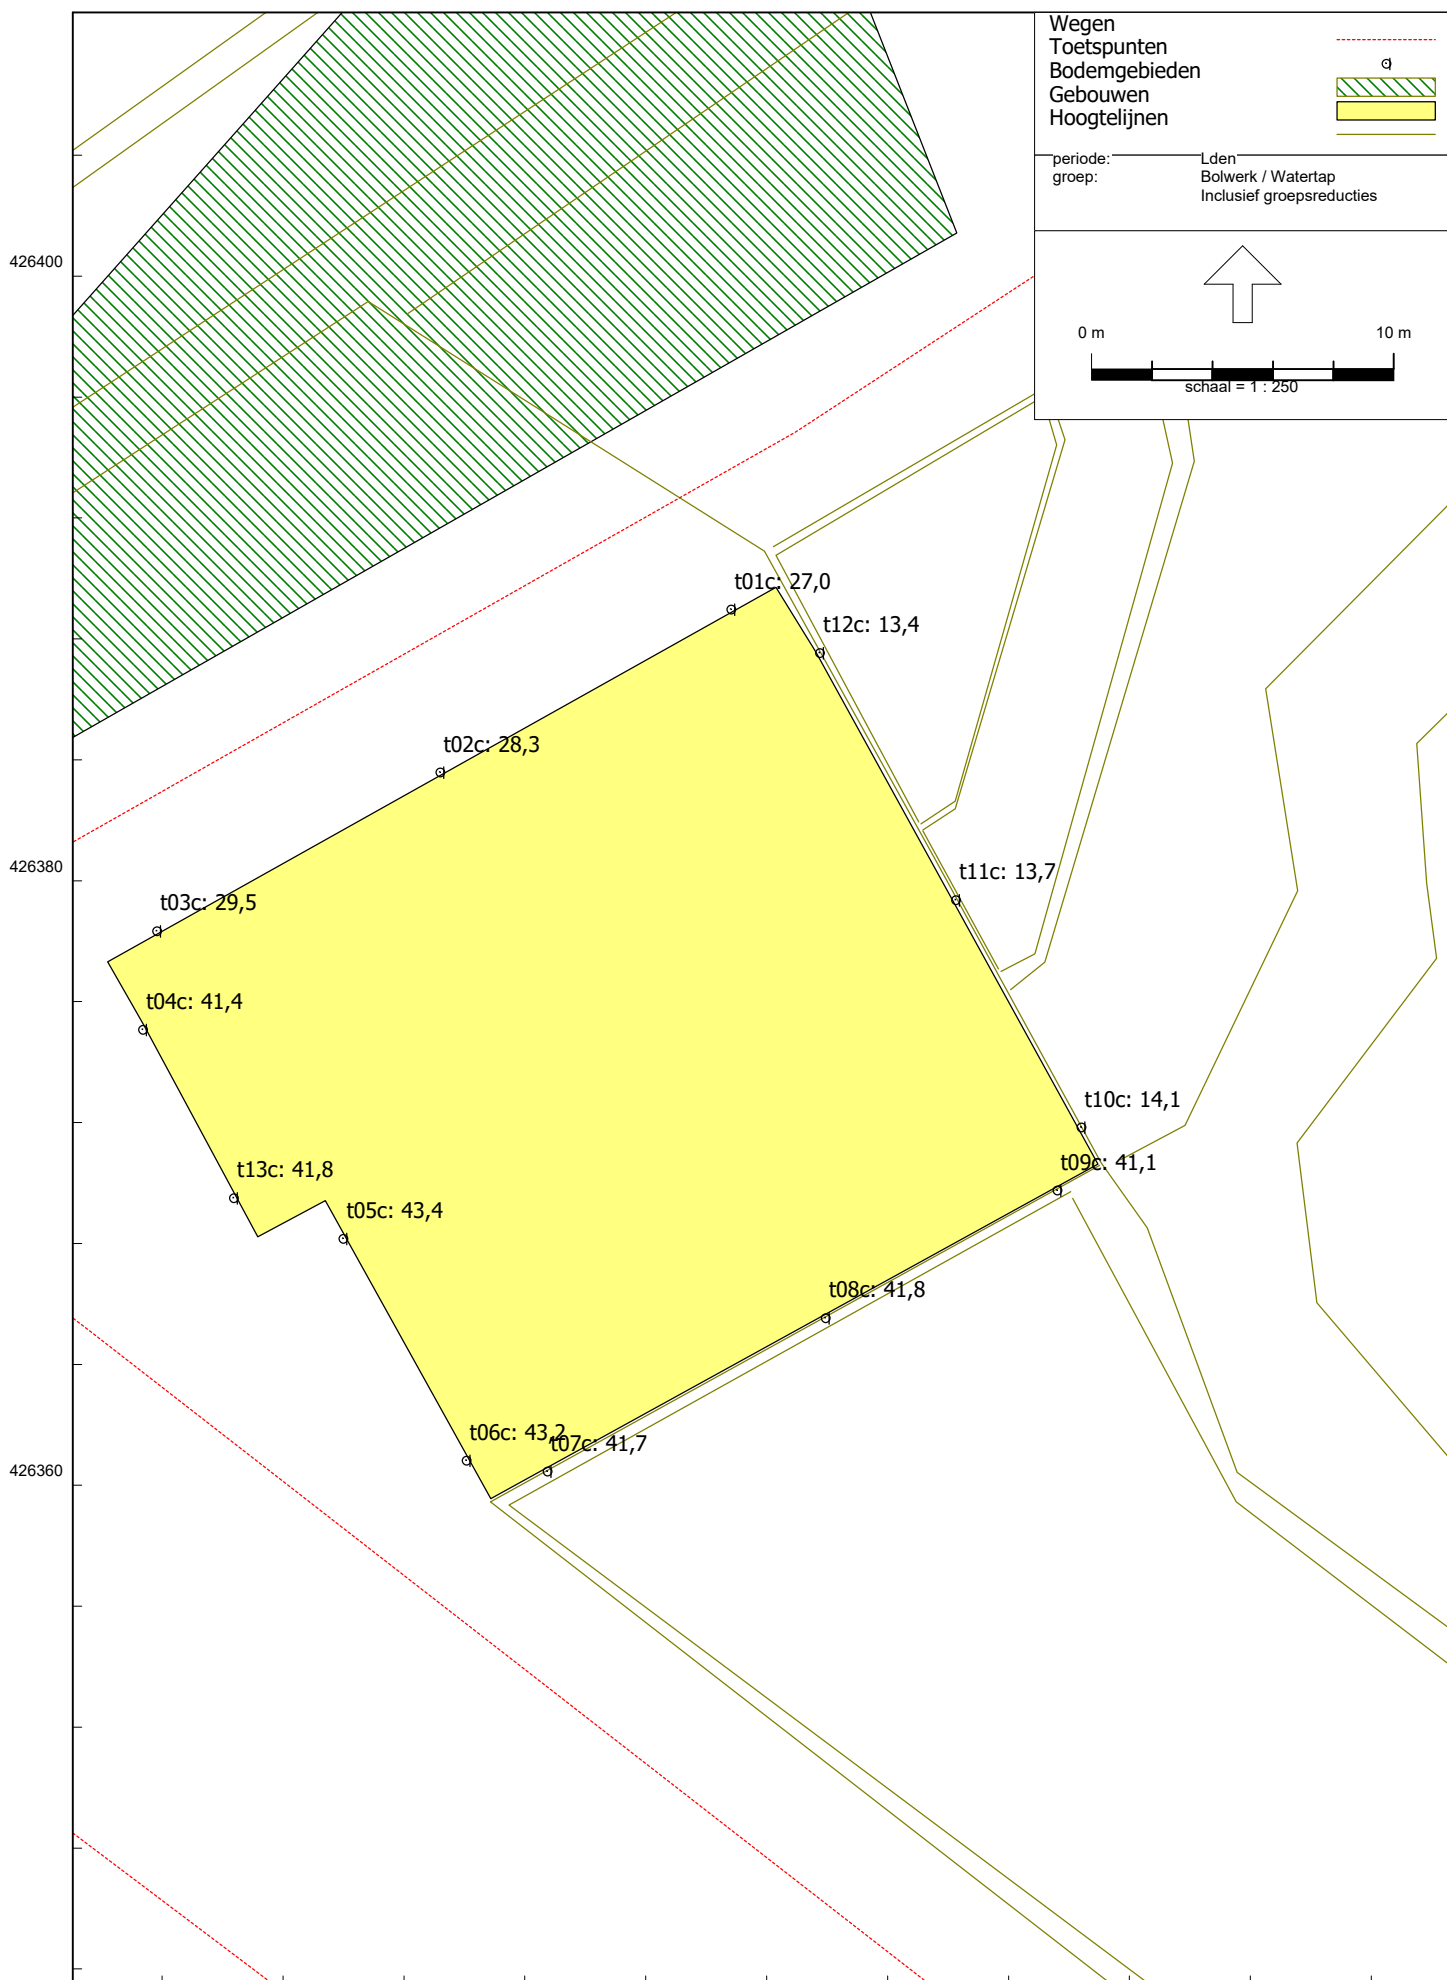 Wegen
Toetspunten
Bodemgebieden
Gebouwen
Hoogtelijnen
periode: Lden
groep: Bolwerk / Watertap
Inclusief groepsreducties
0 m 10 m
schaal = 1 : 250
426400
t01c: 27,0
t12c: 13,4
t02c: 28,3
426380
t11c: 13,7
t03c: 29,5
t04c: 41,4
t10c: 14,1
t09c: 41,1
t13c: 41,8
t05c: 43,4
t08c: 41,8
t06c: 43,2
t07c: 41,7
426360